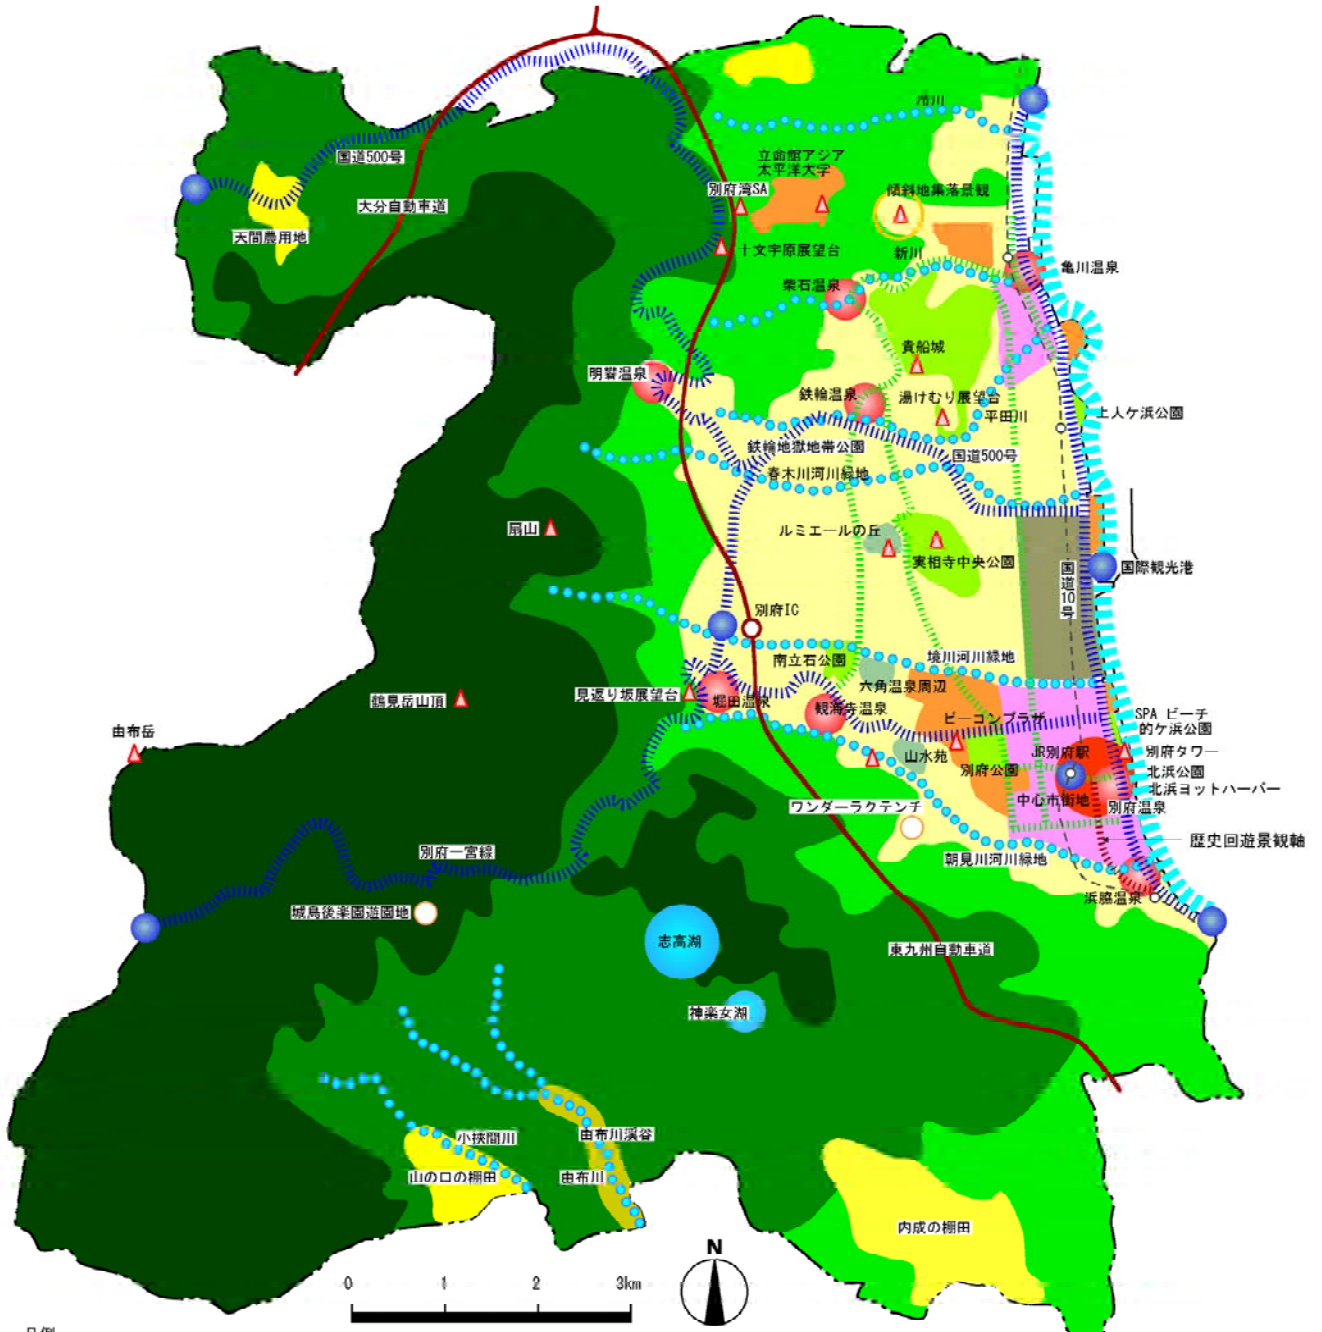 冷川
国道500号
立命館アジア
太平洋大学
別府湾SA
傾斜地集落景観
大分自動車道
天間農用地
十文字原展望台
新川
亀川温泉
柴石温泉
貴船城
明礬温泉
鉄輪温泉
湯けむり展望台
平田川
上人ケ浜公園
鉄輪地獄地帯公園
国道500号
春木川河川緑地
扇山
ルミエールの丘
実相寺中央公園
国際観光港
国道10号
別府IC
南立石公園
境川河川緑地
六角温泉周辺
見返り坂展望台
堀田温泉
観海寺温泉
鶴見岳山頂
由布岳
ビーコンプラザ
SPA ビーチ
的ケ浜公園
山水苑
JR別府駅
別府タワー
別府公園
北浜公園
中心市街地
北浜ヨットハーバー
別府温泉
ワンダーラクテンチ
歴史回遊景観軸
別府一宮線
朝見川河川緑地
浜脇温泉
城島後楽園遊園地
志高湖
東九州自動車道
神楽女湖
小挾間川
由布川渓谷
山の口の棚田
由布川
内成の棚田
N
0 1 2 3km